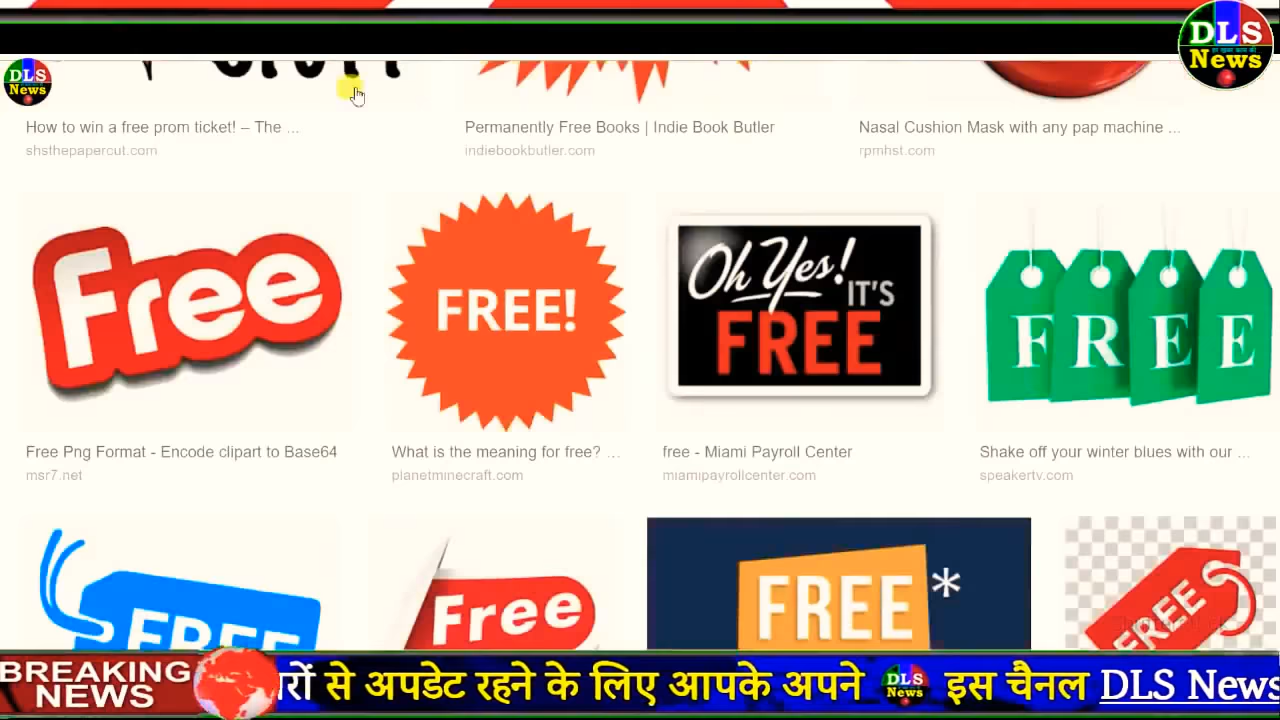 DLS
News
DLS
News
How to win a free prom ticket! – The ...
shsthepapercut.com
Permanently Free Books | Indie Book Butler
indiebookbutler.com
Nasal Cushion Mask with any pap machine ...
rpmhst.com
Free
FREE!
Oh Yes!
IT'S
FREE
FREE
Free Png Format - Encode clipart to Base64
msr7.net
What is the meaning for free? ...
planetminecraft.com
free - Miami Payroll Center
miamipayrollcenter.com
Shake off your winter blues with our ...
speakertv.com
FREE
Free
FREE*
FREE
BREAKING
NEWS
रों से अपडेट रहने के लिए आपके अपने DLS News इस चैनल DLS News